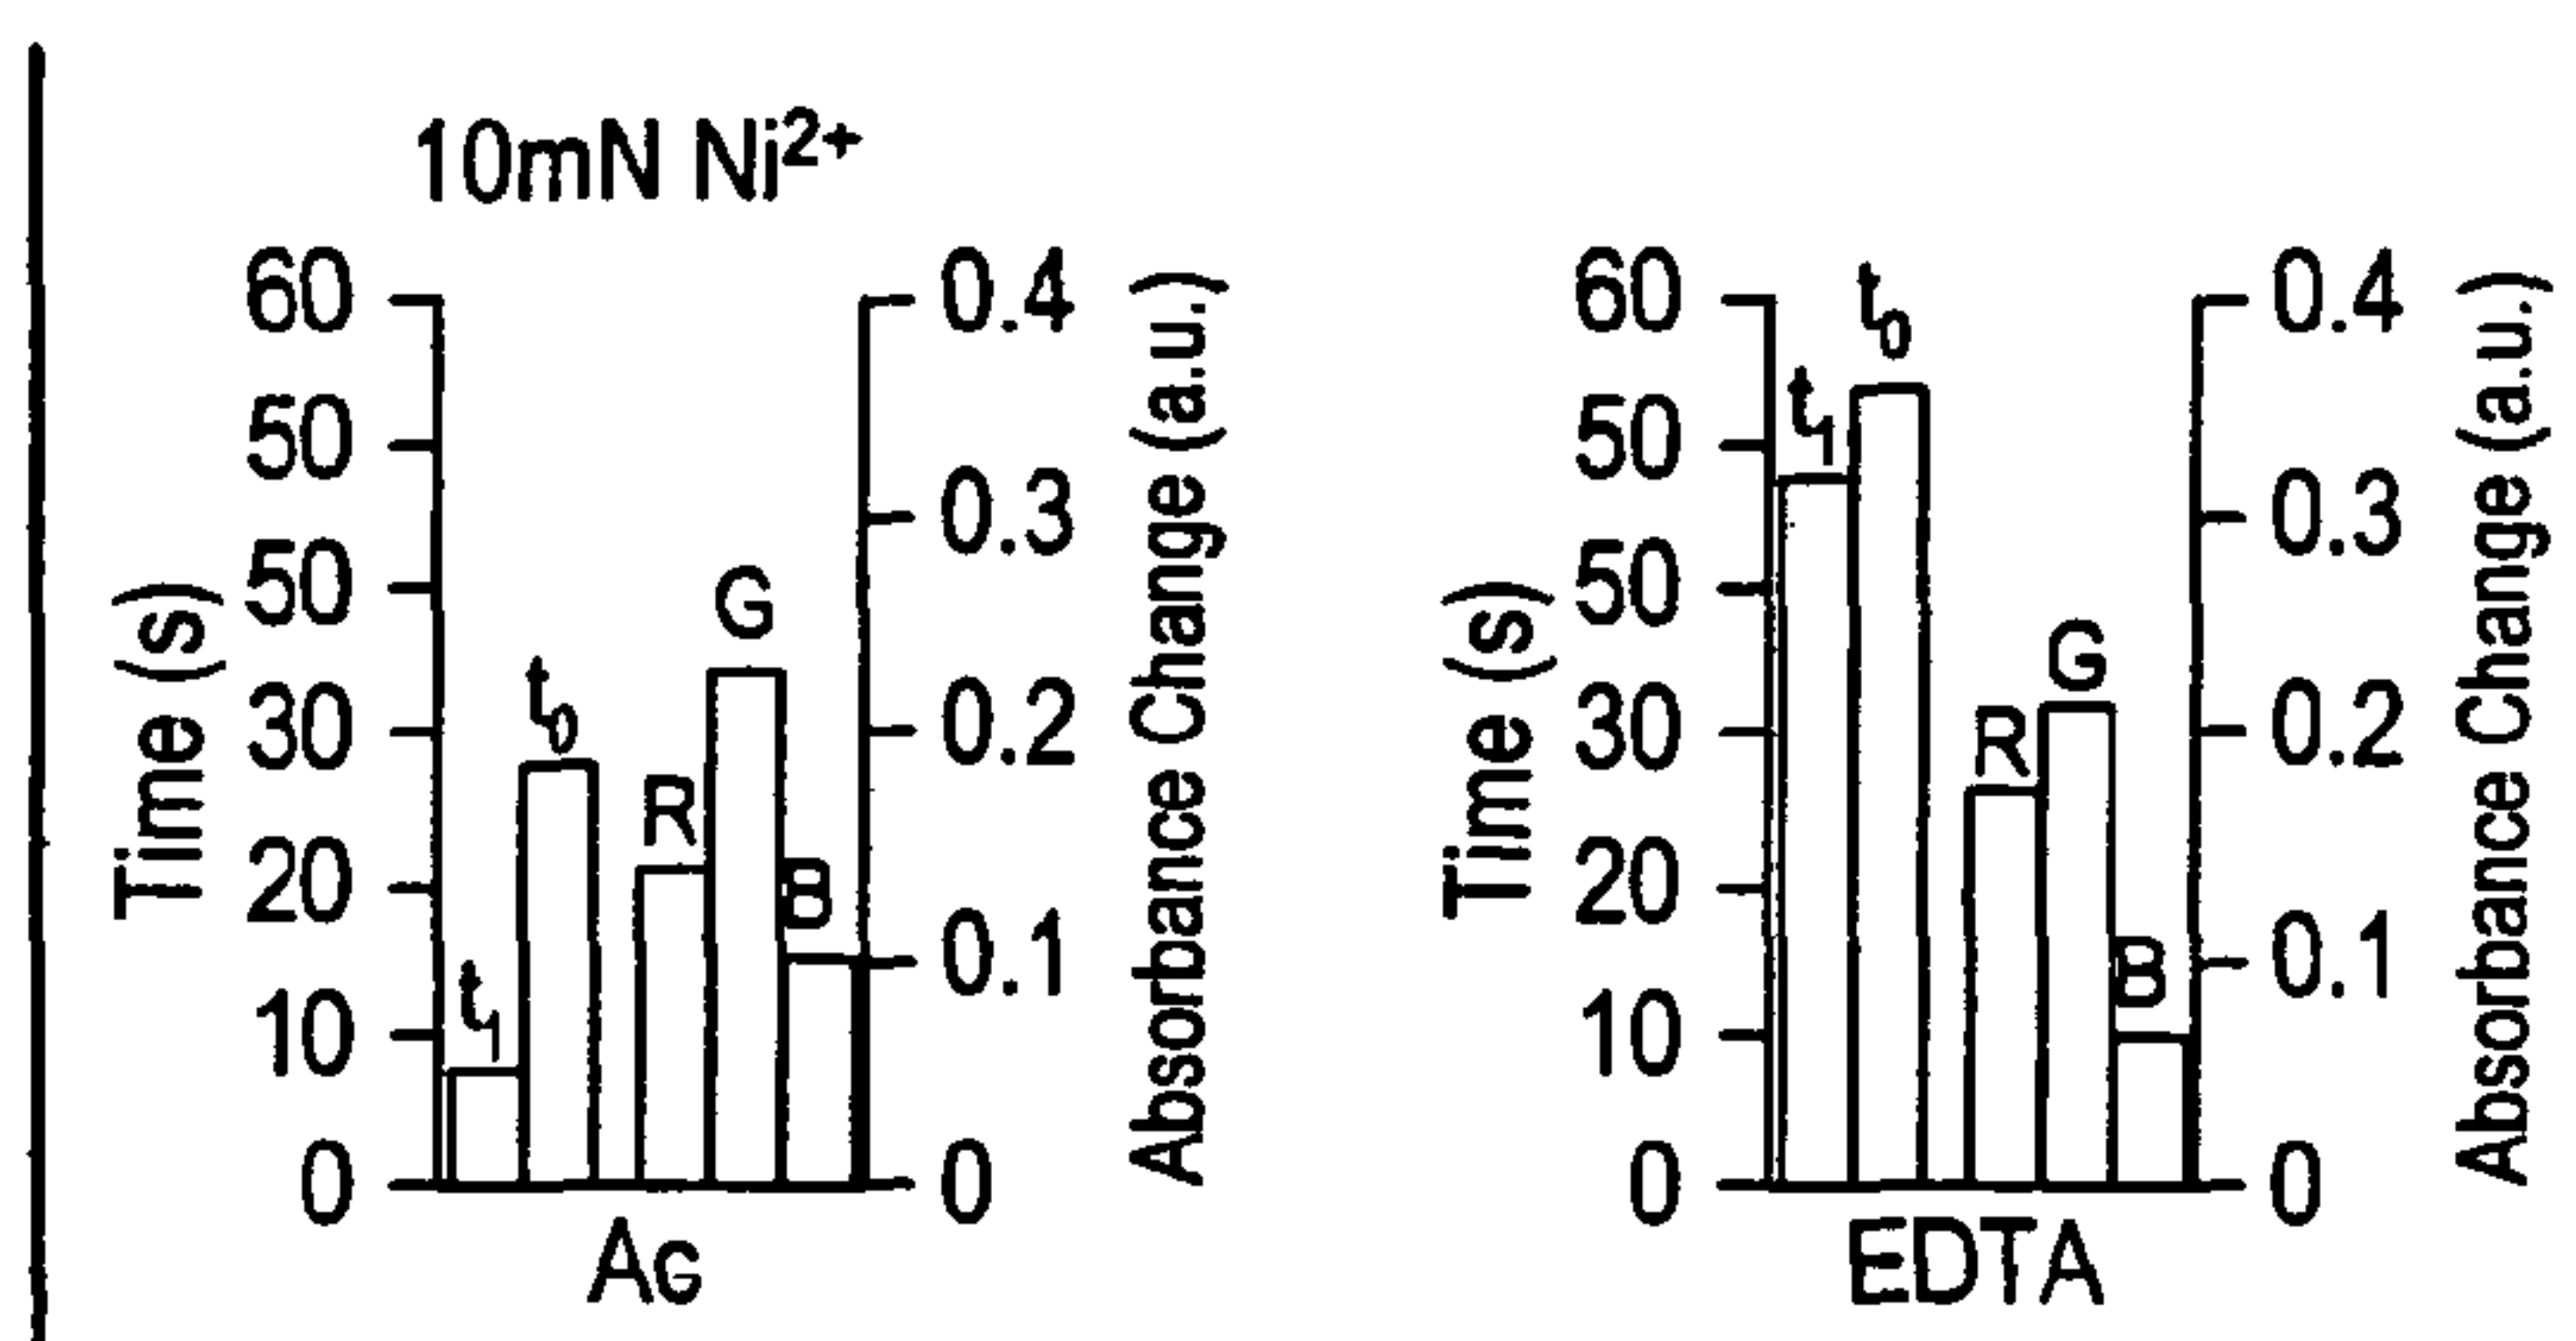 10mN Ni²⁺
Time (s)
60
50
50
30
20
10
0
t₁
t₀
R
G
B
0.4
0.3
0.2
0.1
0
Absorbance Change (a.u.)
AG
Time (s)
60
50
50
30
20
10
0
t₁
t₀
R
G
B
0.4
0.3
0.2
0.1
0
Absorbance Change (a.u.)
EDTA